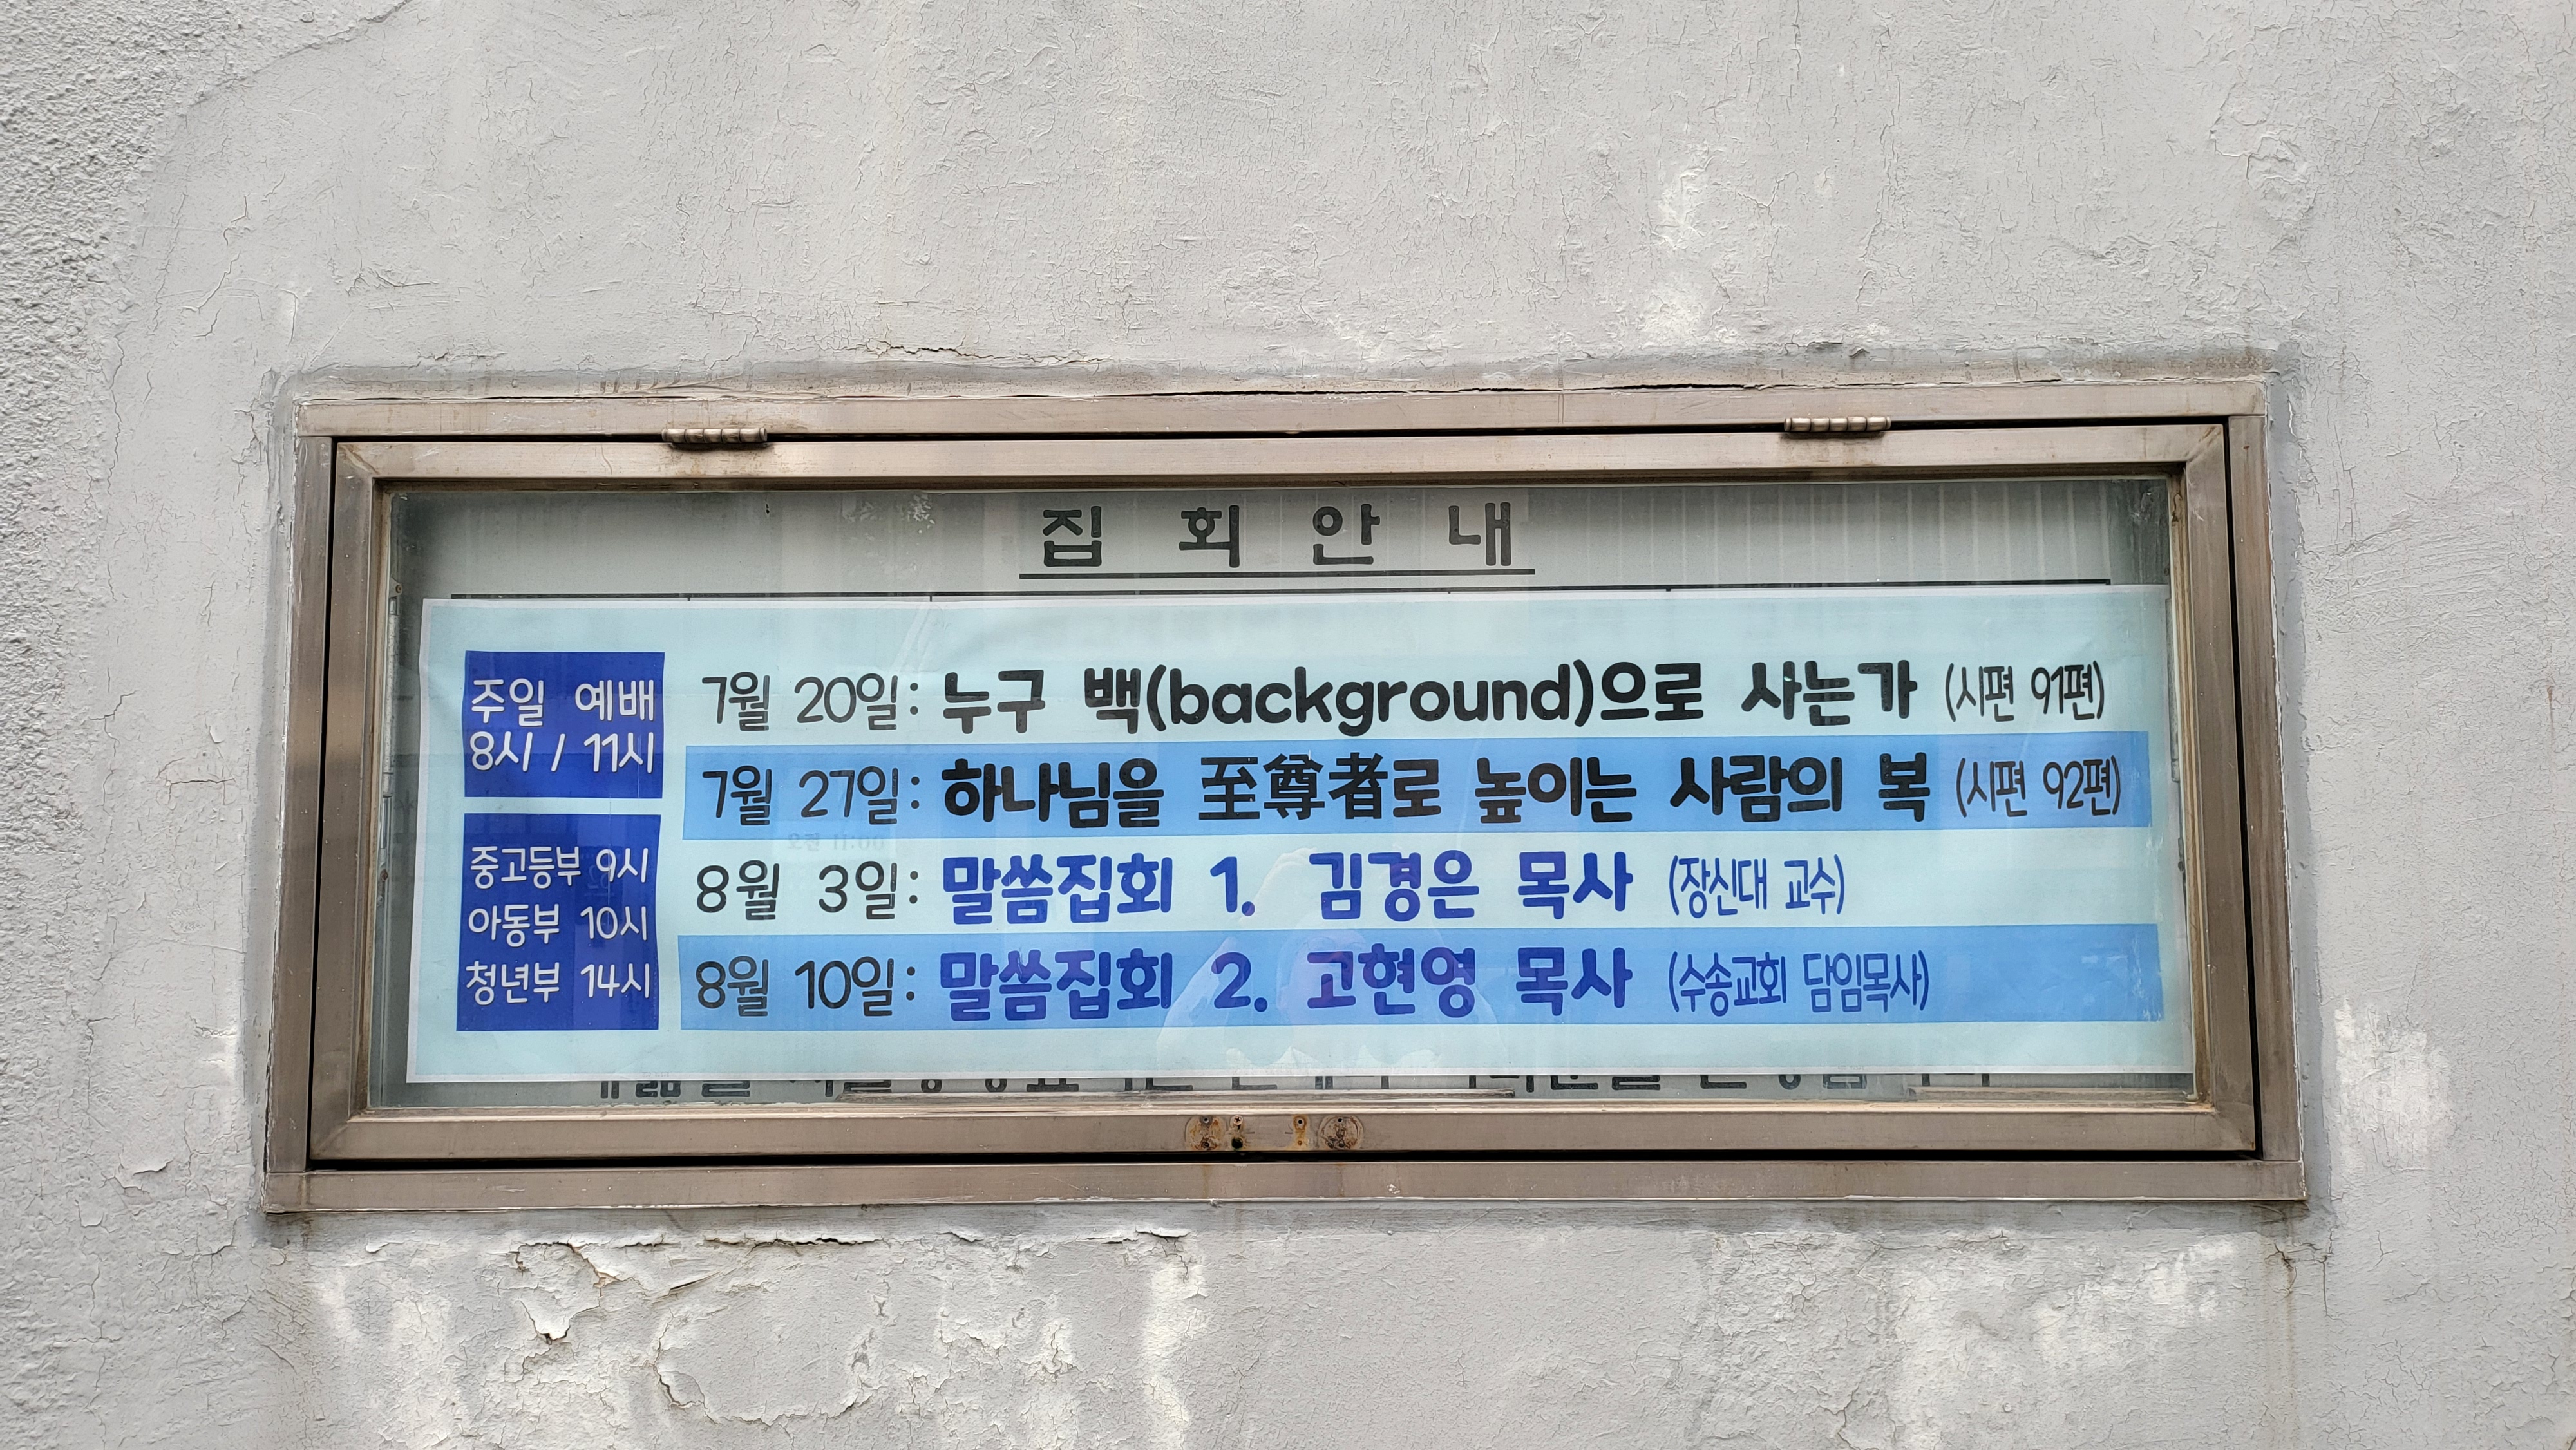 집 회 안 내
주일 예배
8시 / 11시
중고등부 9시
아동부 10시
청년부 14시
7월 20일: 누구 백(background)으로 사는가 (시편 91편)
7월 27일: 하나님을 至尊者로 높이는 사람의 복 (시편 92편)
8월 3일: 말씀집회 1. 김경은 목사 (장신대 교수)
8월 10일: 말씀집회 2. 고현영 목사 (수송교회 담임목사)